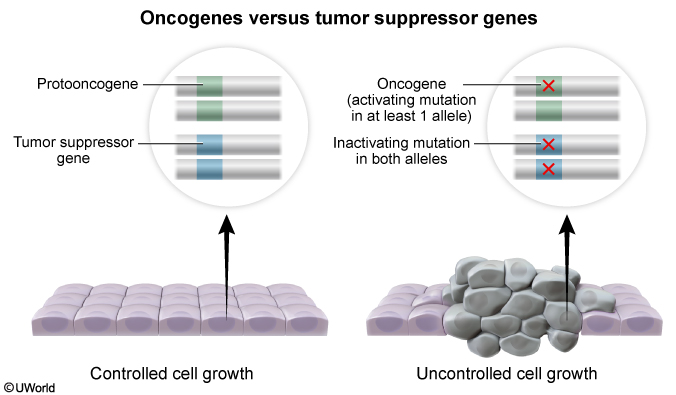 Oncogenes versus tumor suppressor genes
Protooncogene
Tumor suppressor
gene
Oncogene
(activating mutation
in at least 1 allele)
Inactivating mutation
in both alleles
Controlled cell growth
Uncontrolled cell growth
©UWorld